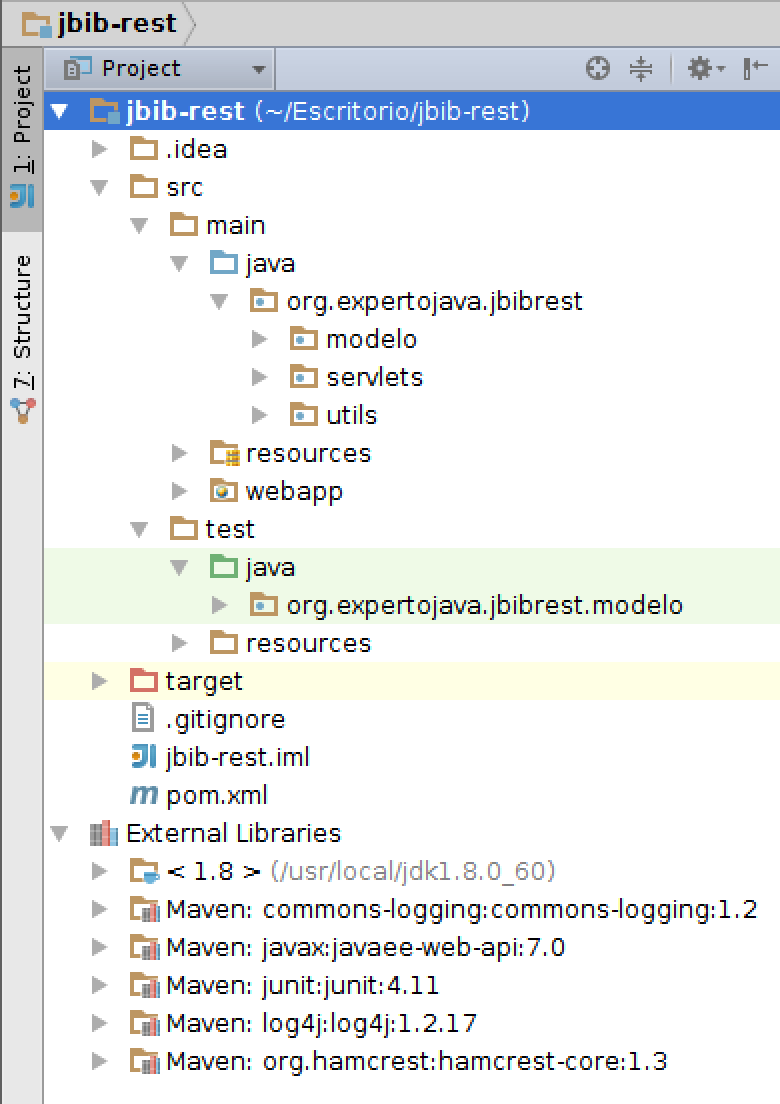 jbib-rest
Project
1: Project
7: Structure
jbib-rest (~/Escritorio/jbib-rest)
.idea
src
main
java
org.expertojava.jbibrest
modelo
servlets
utils
resources
webapp
test
java
org.expertojava.jbibrest.modelo
resources
target
.gitignore
jbib-rest.iml
pom.xml
External Libraries
< 1.8 > (/usr/local/jdk1.8.0_60)
Maven: commons-logging:commons-logging:1.2
Maven: javax:javaee-web-api:7.0
Maven: junit:junit:4.11
Maven: log4j:log4j:1.2.17
Maven: org.hamcrest:hamcrest-core:1.3